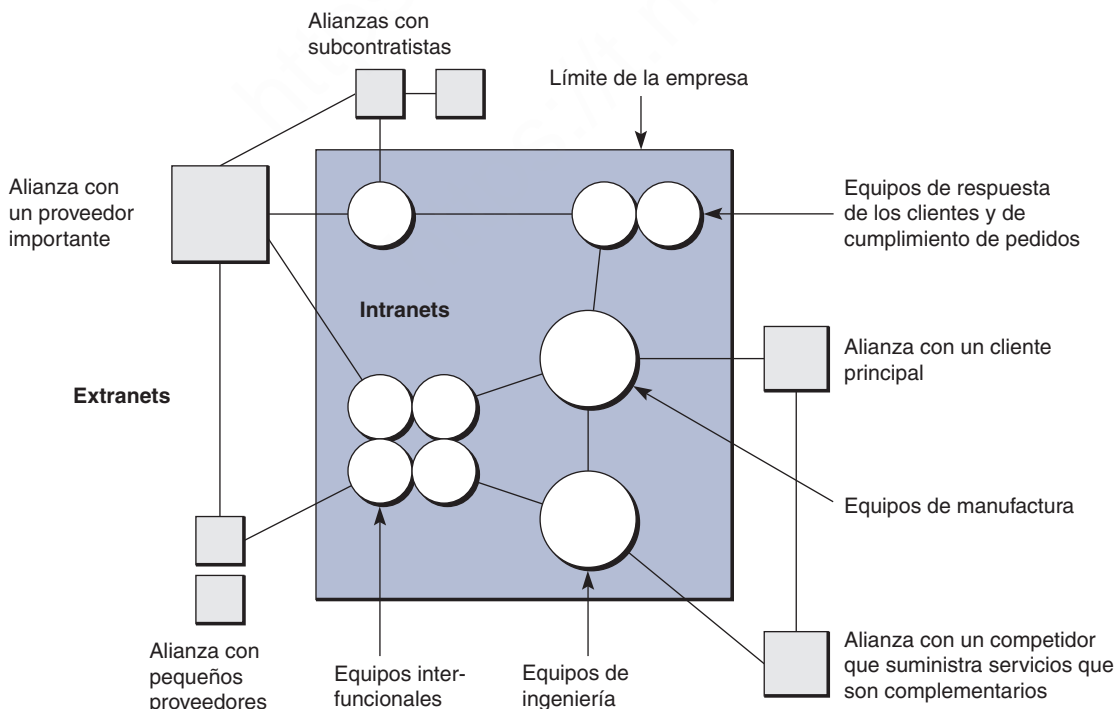 Alianzas con
subcontratistas
Límite de la empresa
Alianza con
un proveedor
importante
Equipos de respuesta
de los clientes y de
cumplimiento de pedidos
Intranets
Alianza con un cliente
principal
Extranets
Equipos de manufactura
Alianza con
pequeños
proveedores
Equipos inter-
funcionales
Equipos de
ingeniería
Alianza con un competidor
que suministra servicios que
son complementarios